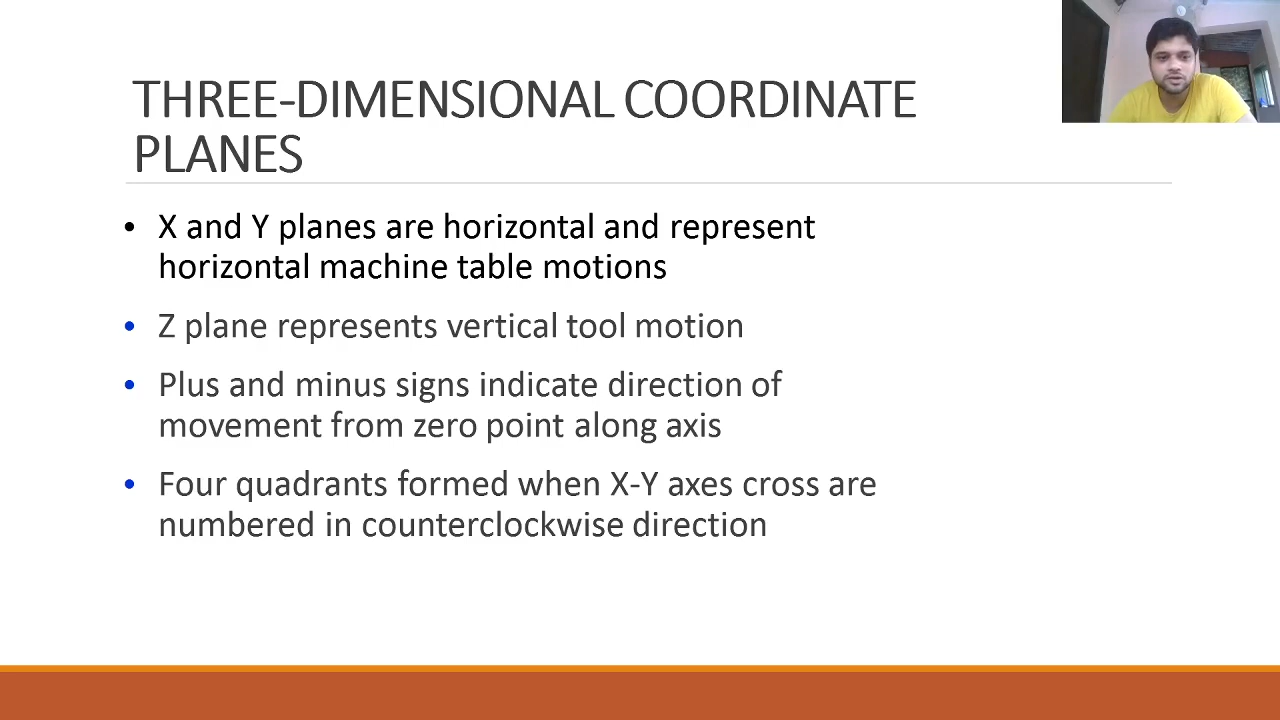 THREE-DIMENSIONAL COORDINATE
PLANES
• X and Y planes are horizontal and represent
horizontal machine table motions
• Z plane represents vertical tool motion
• Plus and minus signs indicate direction of
movement from zero point along axis
• Four quadrants formed when X-Y axes cross are
numbered in counterclockwise direction